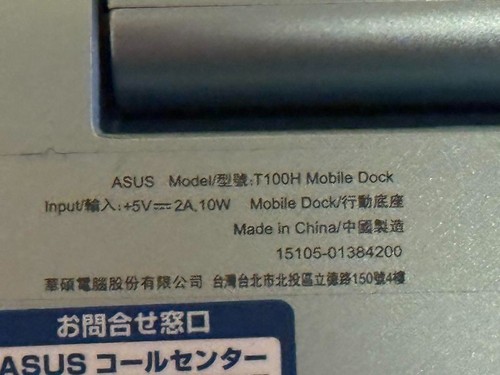 ASUS Model/型號:T100H Mobile Dock
Input/輸入:+5V⎓2A,10W Mobile Dock/行動底座
Made in China/中國製造
15105-01384200
華碩電腦股份有限公司 台灣台北市北投區立德路150號4樓
お問合せ窓口
ASUS コールセンター